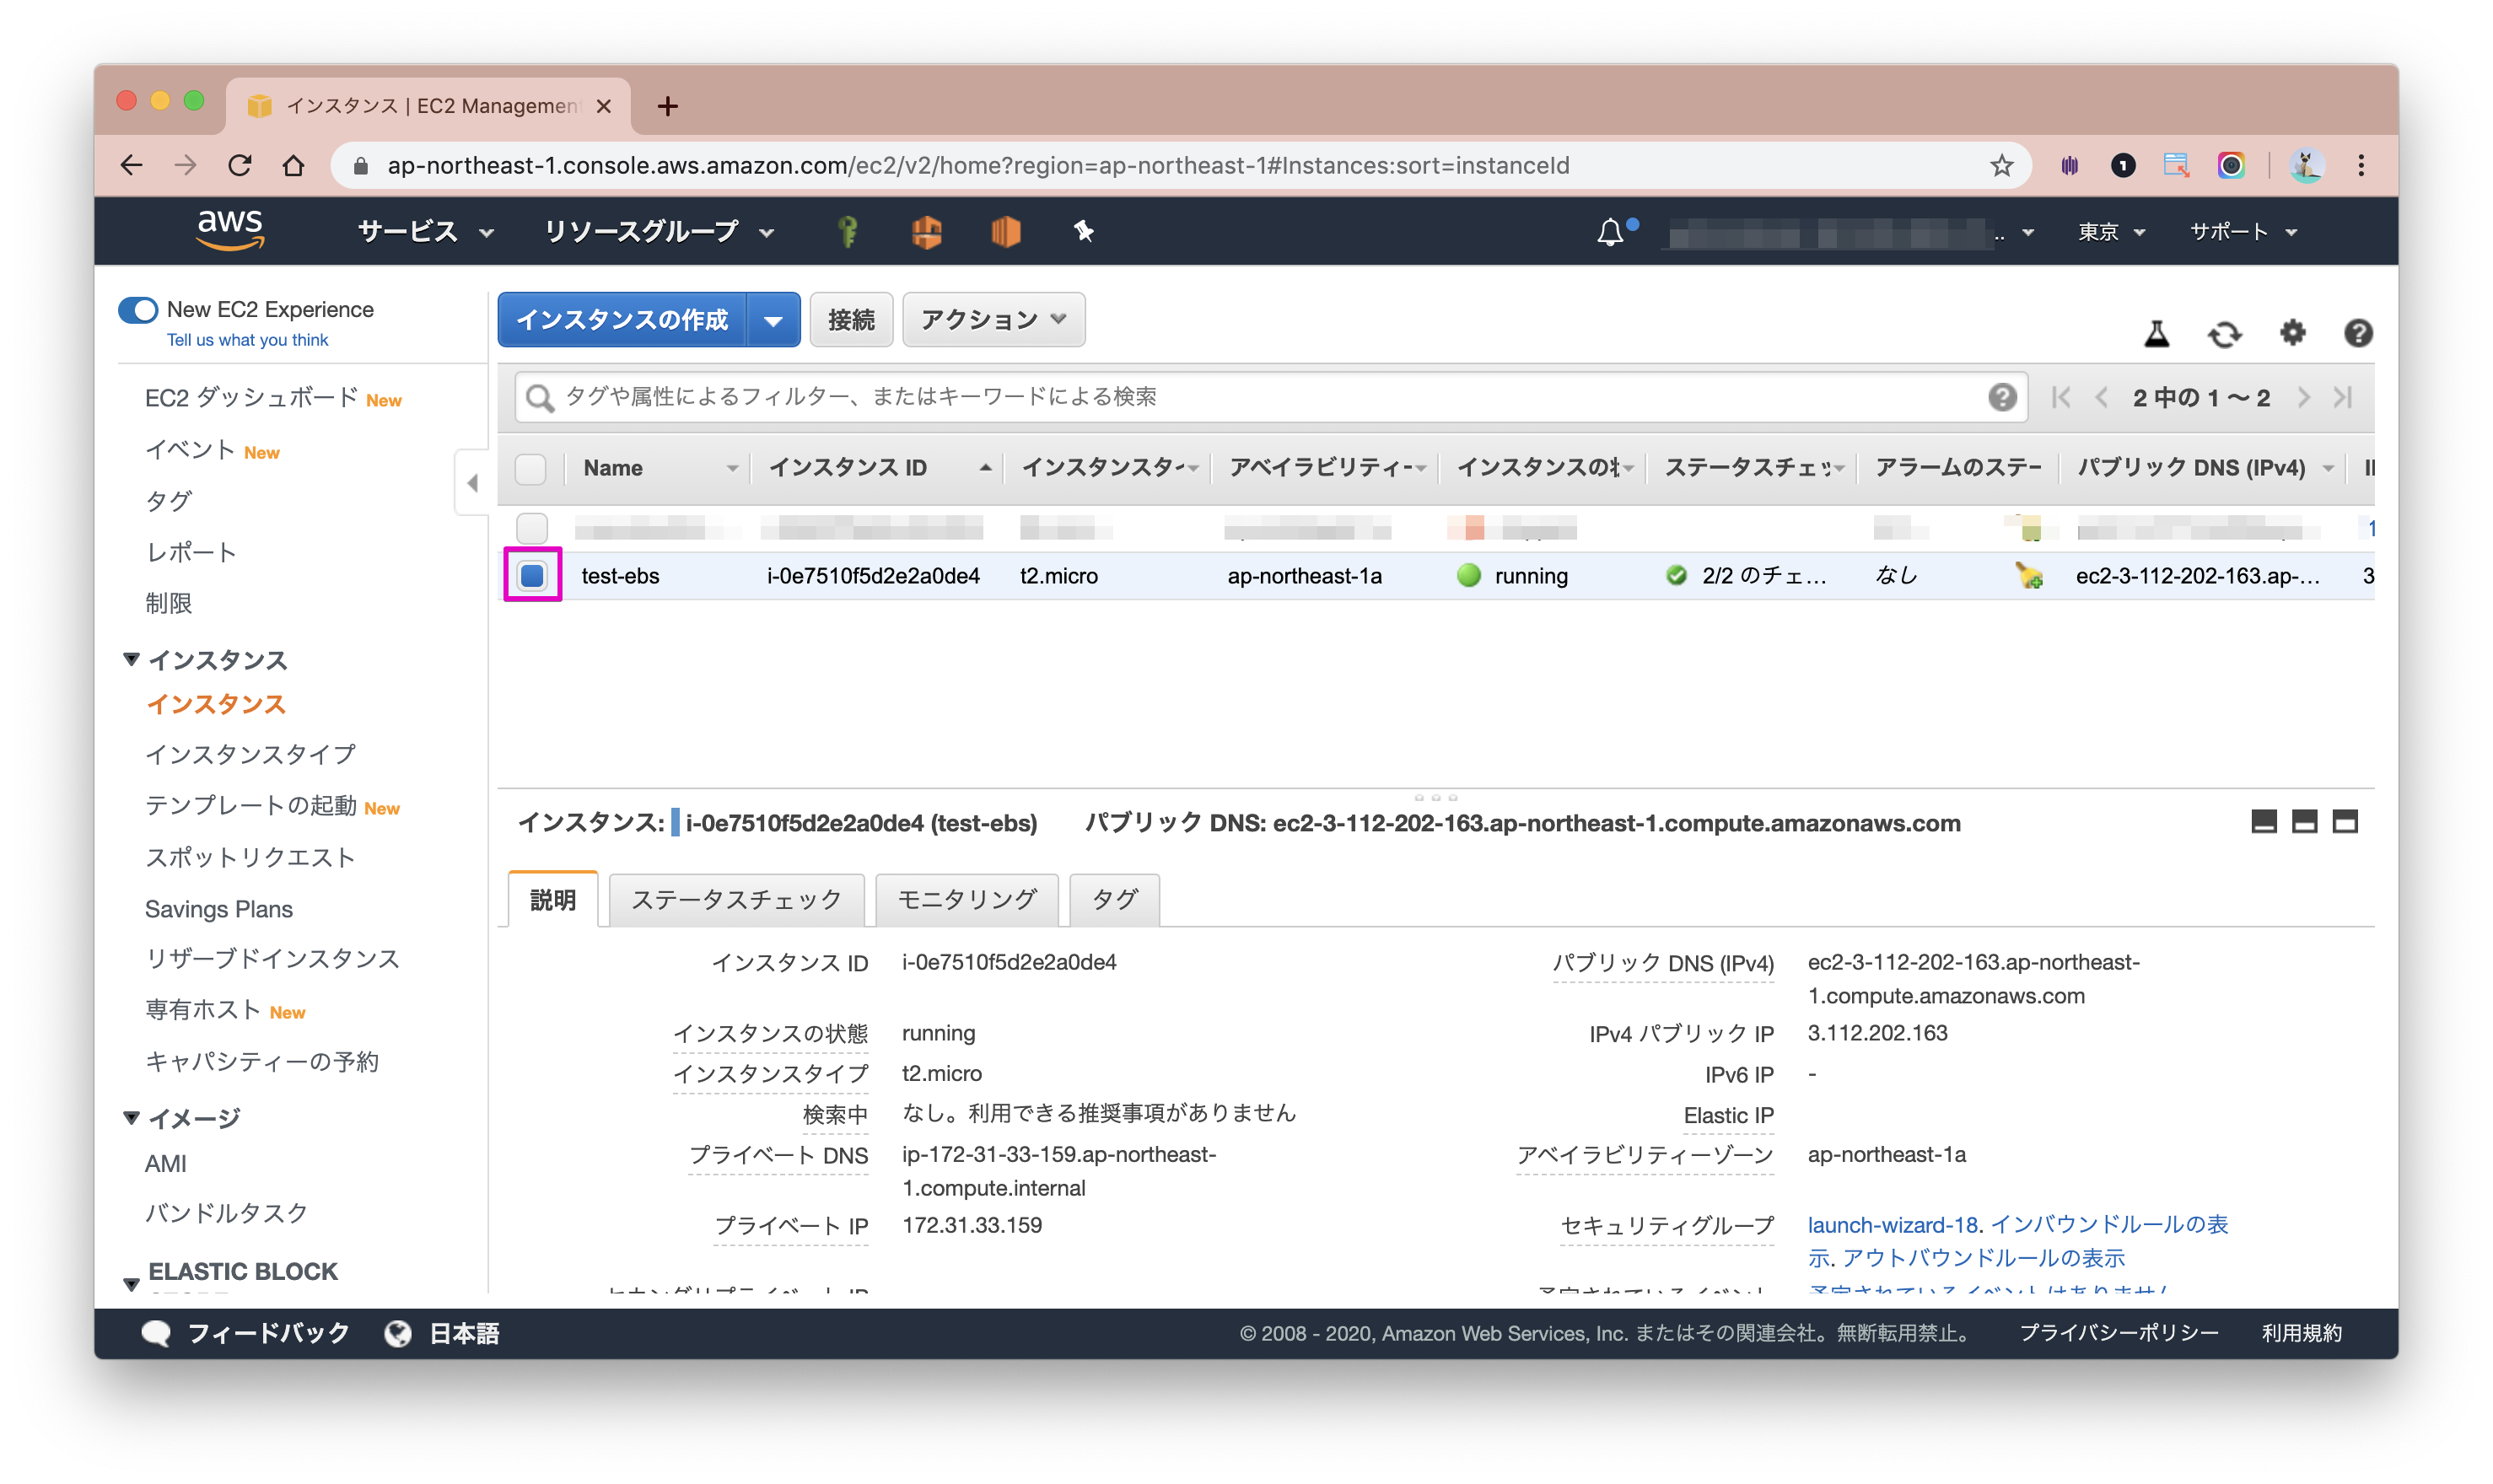 インスタンス | EC2 Management
ap-northeast-1.console.aws.amazon.com/ec2/v2/home?region=ap-northeast-1#Instances:sort=instanceId
aws サービス リソースグループ .. 東京 サポート
New EC2 Experience
Tell us what you think
インスタンスの作成 接続 アクション
タグや属性によるフィルター、またはキーワードによる検索 2 中の 1 ～ 2
Name インスタンス ID インスタンスタイ アベイラビリティー インスタンスの状 ステータスチェッ アラームのステー パブリック DNS (IPv4)
test-ebs i-0e7510f5d2e2a0de4 t2.micro ap-northeast-1a running 2/2 のチェ... なし ec2-3-112-202-163.ap-... 3
EC2 ダッシュボード New
イベント New
タグ
レポート
制限
インスタンス
インスタンス
インスタンスタイプ
テンプレートの起動 New
スポットリクエスト
Savings Plans
リザーブドインスタンス
専有ホスト New
キャパシティーの予約
イメージ
AMI
バンドルタスク
ELASTIC BLOCK
インスタンス: i-0e7510f5d2e2a0de4 (test-ebs) パブリック DNS: ec2-3-112-202-163.ap-northeast-1.compute.amazonaws.com
説明 ステータスチェック モニタリング タグ
インスタンス ID i-0e7510f5d2e2a0de4
インスタンスの状態 running
インスタンスタイプ t2.micro
検索中 なし。利用できる推奨事項がありません
プライベート DNS ip-172-31-33-159.ap-northeast-
1.compute.internal
プライベート IP 172.31.33.159
パブリック DNS (IPv4) ec2-3-112-202-163.ap-northeast-
1.compute.amazonaws.com
IPv4 パブリック IP 3.112.202.163
IPv6 IP -
Elastic IP
アベイラビリティーゾーン ap-northeast-1a
セキュリティグループ launch-wizard-18. インバウンドルールの表
示. アウトバウンドルールの表示
フィードバック 日本語 © 2008 - 2020, Amazon Web Services, Inc. またはその関連会社。無断転用禁止。 プライバシーポリシー 利用規約